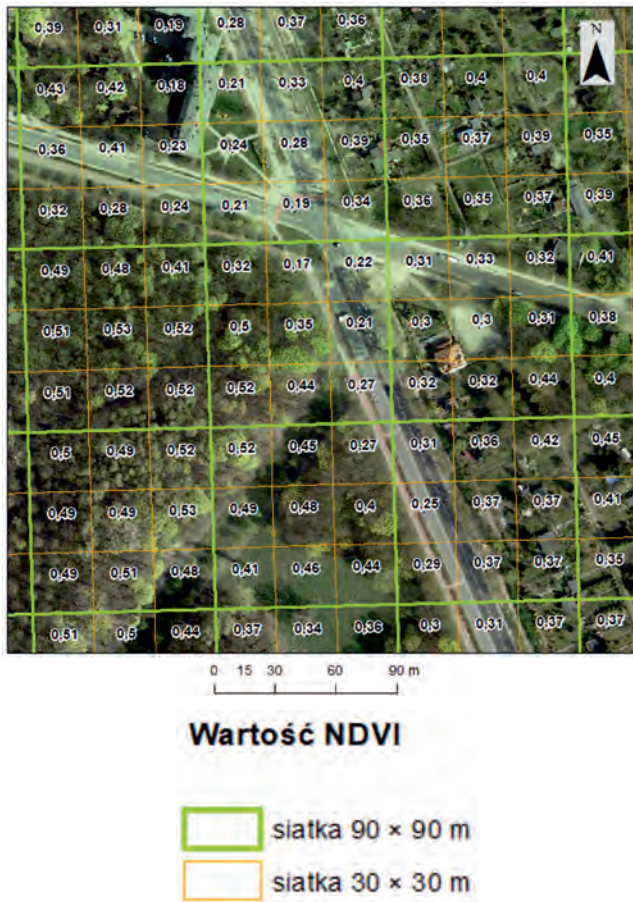 0,39 0,31 0,19 0,28 0,37 0,36
N
0,43 0,42 0,18 0,21 0,33 0,4 0,38 0,4 0,4
0,36 0,41 0,23 0,24 0,28 0,39 0,35 0,37 0,39 0,35
0,32 0,28 0,24 0,21 0,19 0,34 0,36 0,35 0,37 0,39
0,49 0,48 0,41 0,32 0,17 0,22 0,31 0,33 0,32 0,41
0,51 0,53 0,52 0,5 0,35 0,21 0,3 0,3 0,31 0,38
0,51 0,52 0,52 0,52 0,44 0,27 0,32 0,32 0,44 0,4
0,5 0,49 0,52 0,52 0,45 0,27 0,31 0,36 0,42 0,45
0,49 0,49 0,53 0,49 0,48 0,4 0,25 0,37 0,37 0,41
0,49 0,51 0,48 0,41 0,46 0,44 0,29 0,37 0,37 0,35
0,51 0,5 0,44 0,37 0,34 0,36 0,3 0,31 0,37 0,37
0 15 30 60 90 m
Wartość NDVI
siatka 90 × 90 m
siatka 30 × 30 m